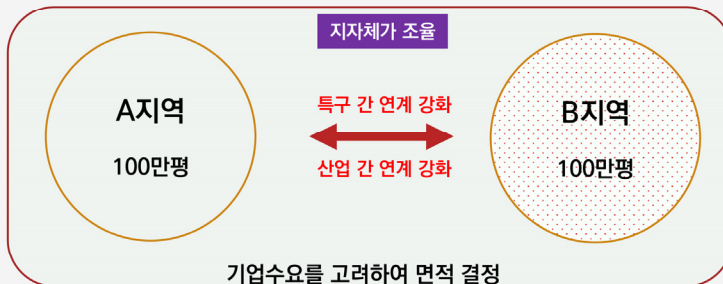 지자체가 조율
A지역
100만평
특구 간 연계 강화
산업 간 연계 강화
B지역
100만평
기업수요를 고려하여 면적 결정